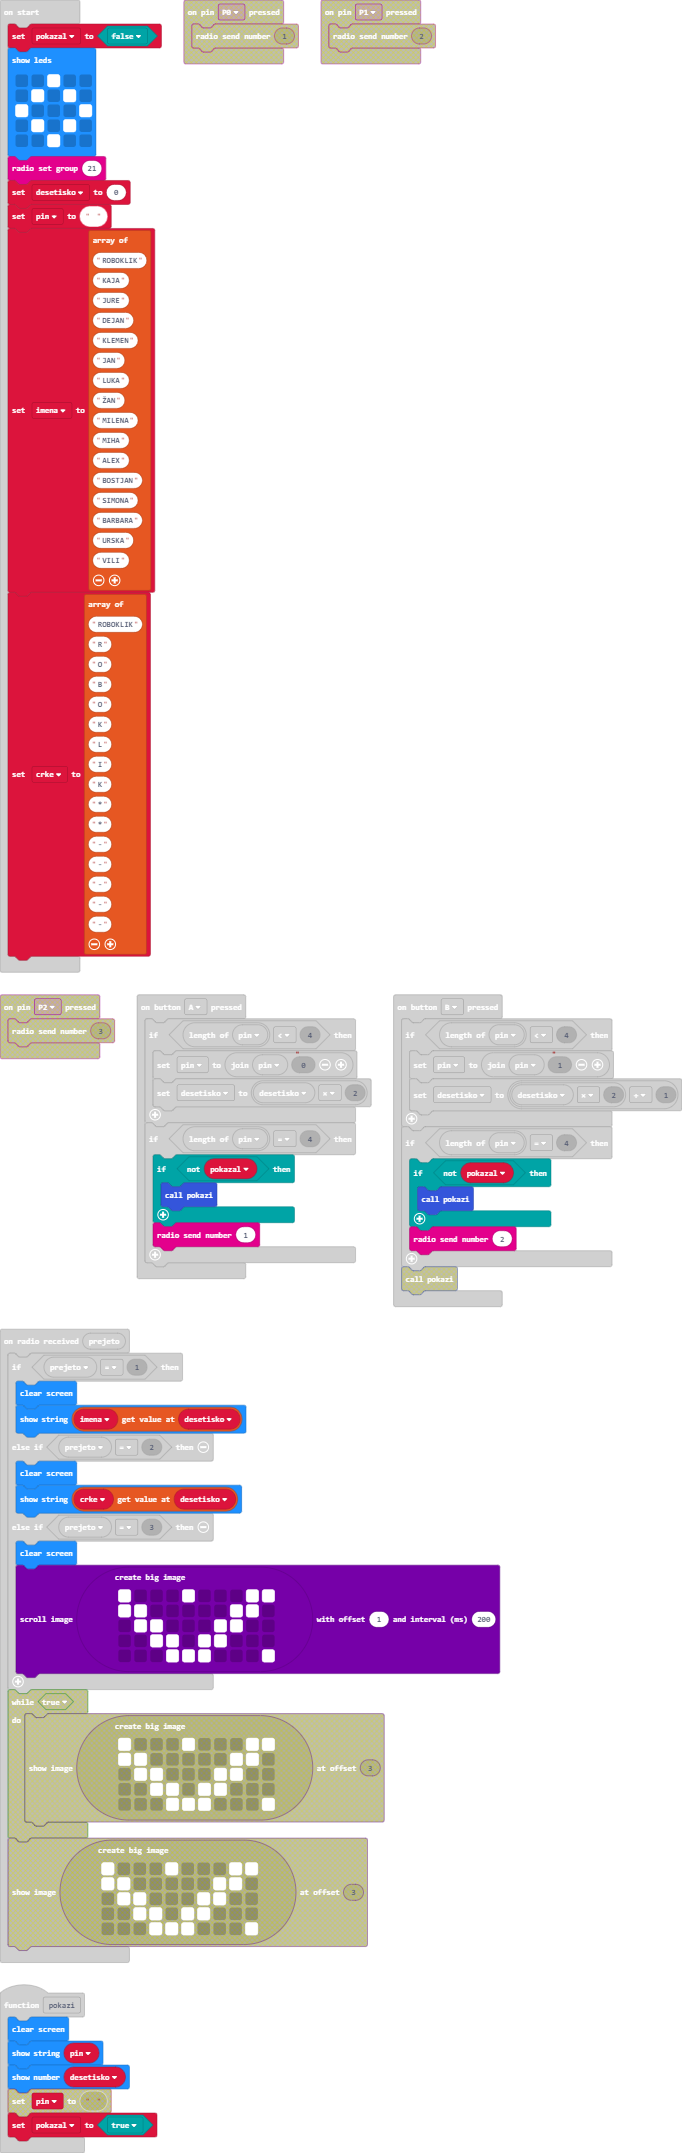 on start
set pokazal to false
show leds
radio set group 21
set desetisko to 0
set pin to " "
set imena to
array of
"ROBOKLIK"
"KAJA"
"JURE"
"DEJAN"
"KLEMEN"
"JAN"
"LUKA"
"ŽAN"
"MILENA"
"MIHA"
"ALEX"
"BOSTJAN"
"SIMONA"
"BARBARA"
"URSKA"
"VILI"
set crke to
array of
"ROBOKLIK"
"R"
"O"
"B"
"O"
"K"
"L"
"I"
"K"
"*"
"*"
"-"
"-"
"-"
"-"
"-"
on pin P0 pressed
radio send number 1
on pin P1 pressed
radio send number 2
on pin P2 pressed
radio send number 3
on button A pressed
if length of pin < 4 then
set pin to join pin 0
set desetisko to desetisko × 2
if length of pin = 4 then
if not pokazal then
call pokazi
radio send number 1
on button B pressed
if length of pin < 4 then
set pin to join pin 1
set desetisko to desetisko × 2 + 1
if length of pin = 4 then
if not pokazal then
call pokazi
radio send number 2
call pokazi
on radio received prejeto
if prejeto = 1 then
clear screen
show string imena get value at desetisko
else if prejeto = 2 then
clear screen
show string crke get value at desetisko
else if prejeto = 3 then
clear screen
create big image
scroll image with offset 1 and interval (ms) 200
while true
do
create big image
show image at offset 3
create big image
show image at offset 3
function pokazi
clear screen
show string pin
show number desetisko
set pin to " "
set pokazal to true